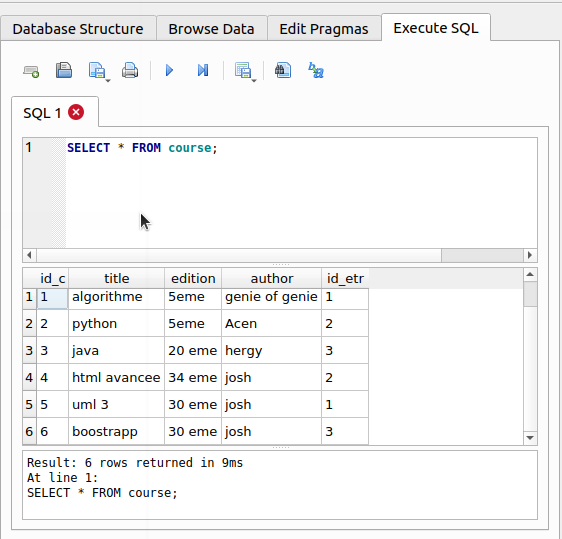 Database Structure Browse Data Edit Pragmas Execute SQL
SQL 1
1 SELECT * FROM course;
id_c title edition author id_etr
1 1 algorithme 5eme genie of genie 1
2 2 python 5eme Acen 2
3 3 java 20 eme hergy 3
4 4 html avancee 34 eme josh 2
5 5 uml 3 30 eme josh 1
6 6 boostrapp 30 eme josh 3
Result: 6 rows returned in 9ms
At line 1:
SELECT * FROM course;